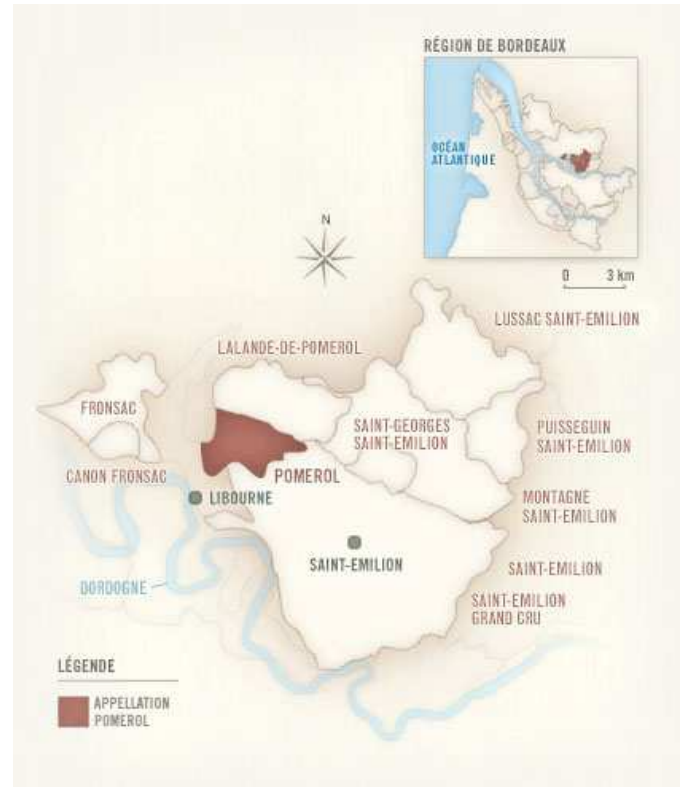 RÉGION DE BORDEAUX
OCÉAN
ATLANTIQUE
N
0 3 km
LUSSAC SAINT-EMILION
LALANDE-DE-POMEROL
FRONSAC
SAINT-GEORGES
SAINT-EMILION
PUISSEGUIN
SAINT-EMILION
CANON FRONSAC
POMEROL
LIBOURNE
MONTAGNE
SAINT-EMILION
SAINT-EMILION
SAINT-EMILION
DORDOGNE
SAINT-EMILION
GRAND CRU
LÉGENDE
APPELLATION
POMEROL